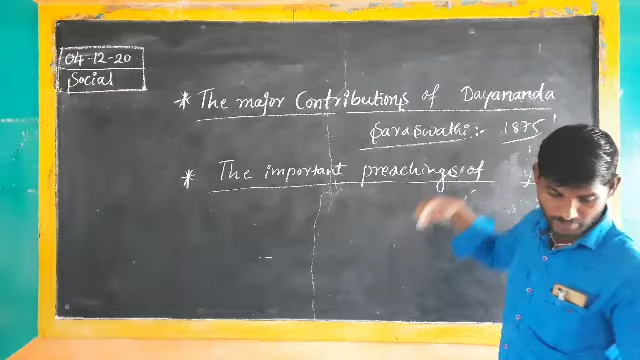 04-12-20
Social
* The major Contributions of Dayananda
Saraswathi:- 1875
* The important preachings of